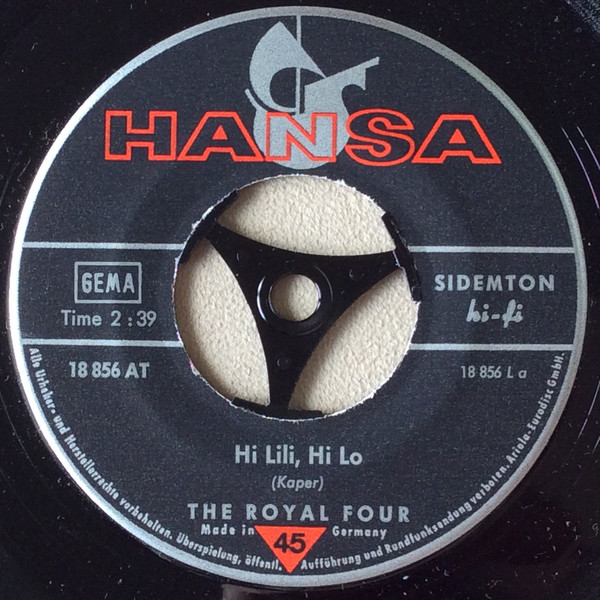 HANSA
GEMA
Time 2:39
SIDEMTON
hi-fi
18 856 AT
18 856 L a
Hi Lili, Hi Lo
(Kaper)
THE ROYAL FOUR
Made in Germany
45
Alle Urheber- und Herstellerrechte vorbehalten. Überspielung, öffentl. Aufführung und Rundfunksendung verboten. Ariola-Eurodisc GmbH.